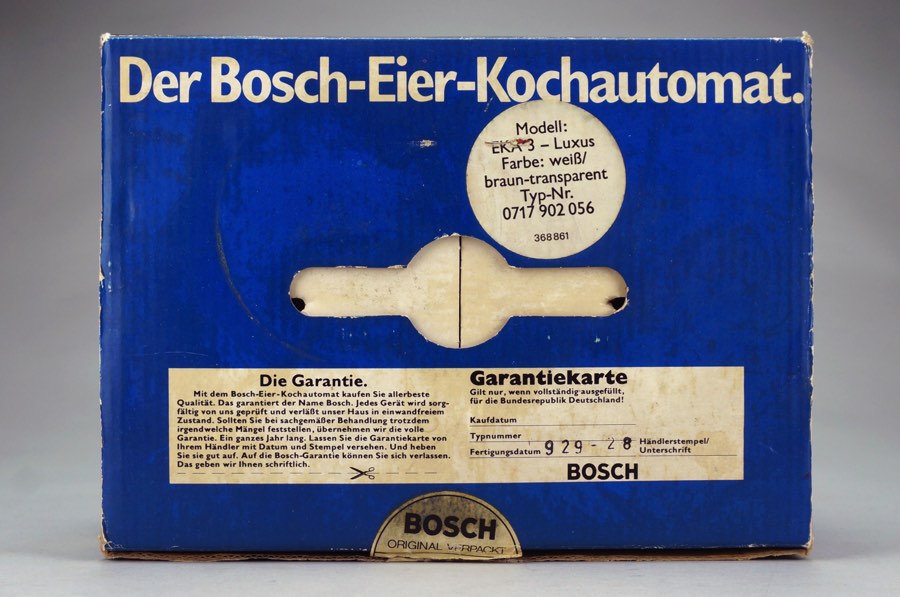 Der Bosch-Eier-Kochautomat.
Modell:
EKA 3 – Luxus
Farbe: weiß/
braun-transparent
Typ-Nr.
0717 902 056
368 861
Die Garantie.
Mit dem Bosch-Eier-Kochautomat kaufen Sie allerbeste
Qualität. Das garantiert der Name Bosch. Jedes Gerät wird sorg-
fältig von uns geprüft und verläßt unser Haus in einwandfreiem
Zustand. Sollten Sie bei sachgemäßer Behandlung trotzdem
irgendwelche Mängel feststellen, übernehmen wir die volle
Garantie. Ein ganzes Jahr lang. Lassen Sie die Garantiekarte von
Ihrem Händler mit Datum und Stempel versehen. Und heben
Sie sie gut auf. Auf die Bosch-Garantie können Sie sich verlassen.
Das geben wir Ihnen schriftlich.
Garantiekarte
Gilt nur, wenn vollständig ausgefüllt,
für die Bundesrepublik Deutschland!
Kaufdatum
Typnummer
Fertigungsdatum 929-28 Händlerstempel/
Unterschrift
BOSCH
BOSCH
ORIGINAL VERPACKT